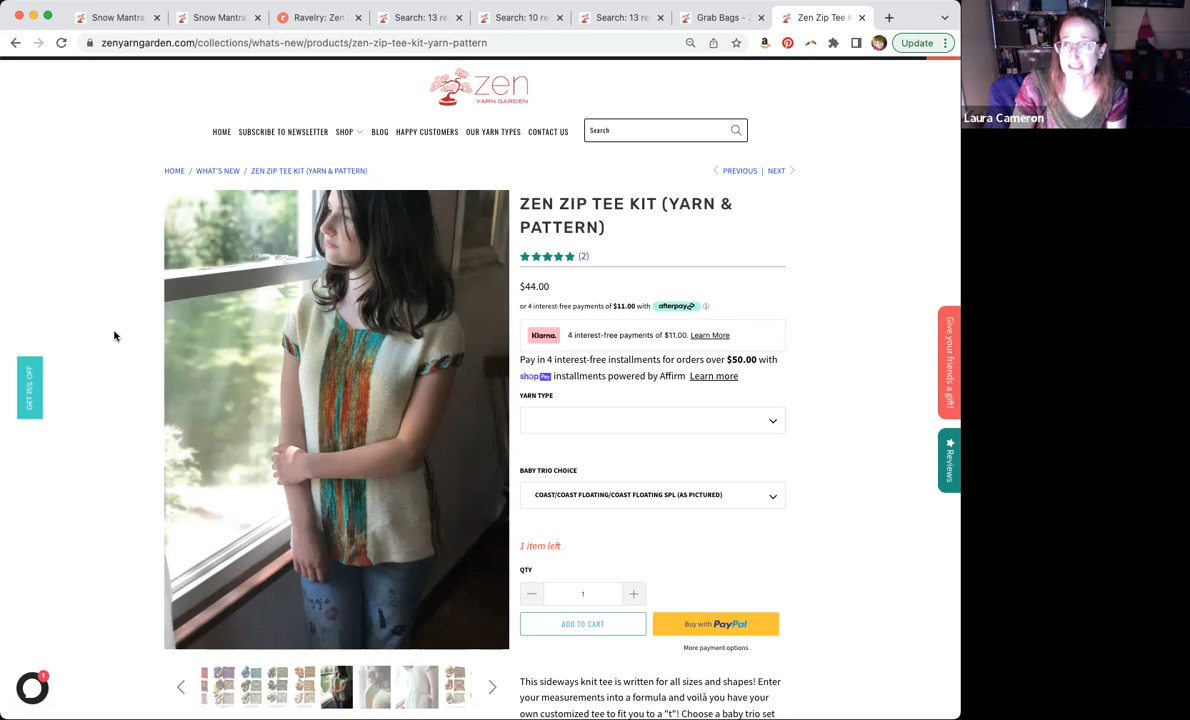 Snow Mantra
Snow Mantra
Ravelry: Zen
Search: 13 re
Search: 10 re
Search: 13 re
Grab Bags - 2
Zen Zip Tee K
zenyarngarden.com/collections/whats-new/products/zen-zip-tee-kit-yarn-pattern
Update
Laura Cameron
zen
YARN GARDEN
HOME SUBSCRIBE TO NEWSLETTER SHOP BLOG HAPPY CUSTOMERS OUR YARN TYPES CONTACT US
Search
HOME / WHAT'S NEW / ZEN ZIP TEE KIT (YARN & PATTERN)
PREVIOUS | NEXT
ZEN ZIP TEE KIT (YARN &
PATTERN)
(2)
$44.00
or 4 interest-free payments of $11.00 with afterpay
Klarna. 4 interest-free payments of $11.00. Learn More
Pay in 4 interest-free installments for orders over $50.00 with
shop Pay installments powered by Affirm Learn more
YARN TYPE
BABY TRIO CHOICE
COAST/COAST FLOATING/COAST FLOATING SPL (AS PICTURED)
1 item left
QTY
1
ADD TO CART
Buy with PayPal
More payment options
This sideways knit tee is written for all sizes and shapes! Enter
your measurements into a formula and voilà you have your
own customized tee to fit you to a "t"! Choose a baby trio set
GET 15% OFF
Give your friends a gift!
Reviews
1